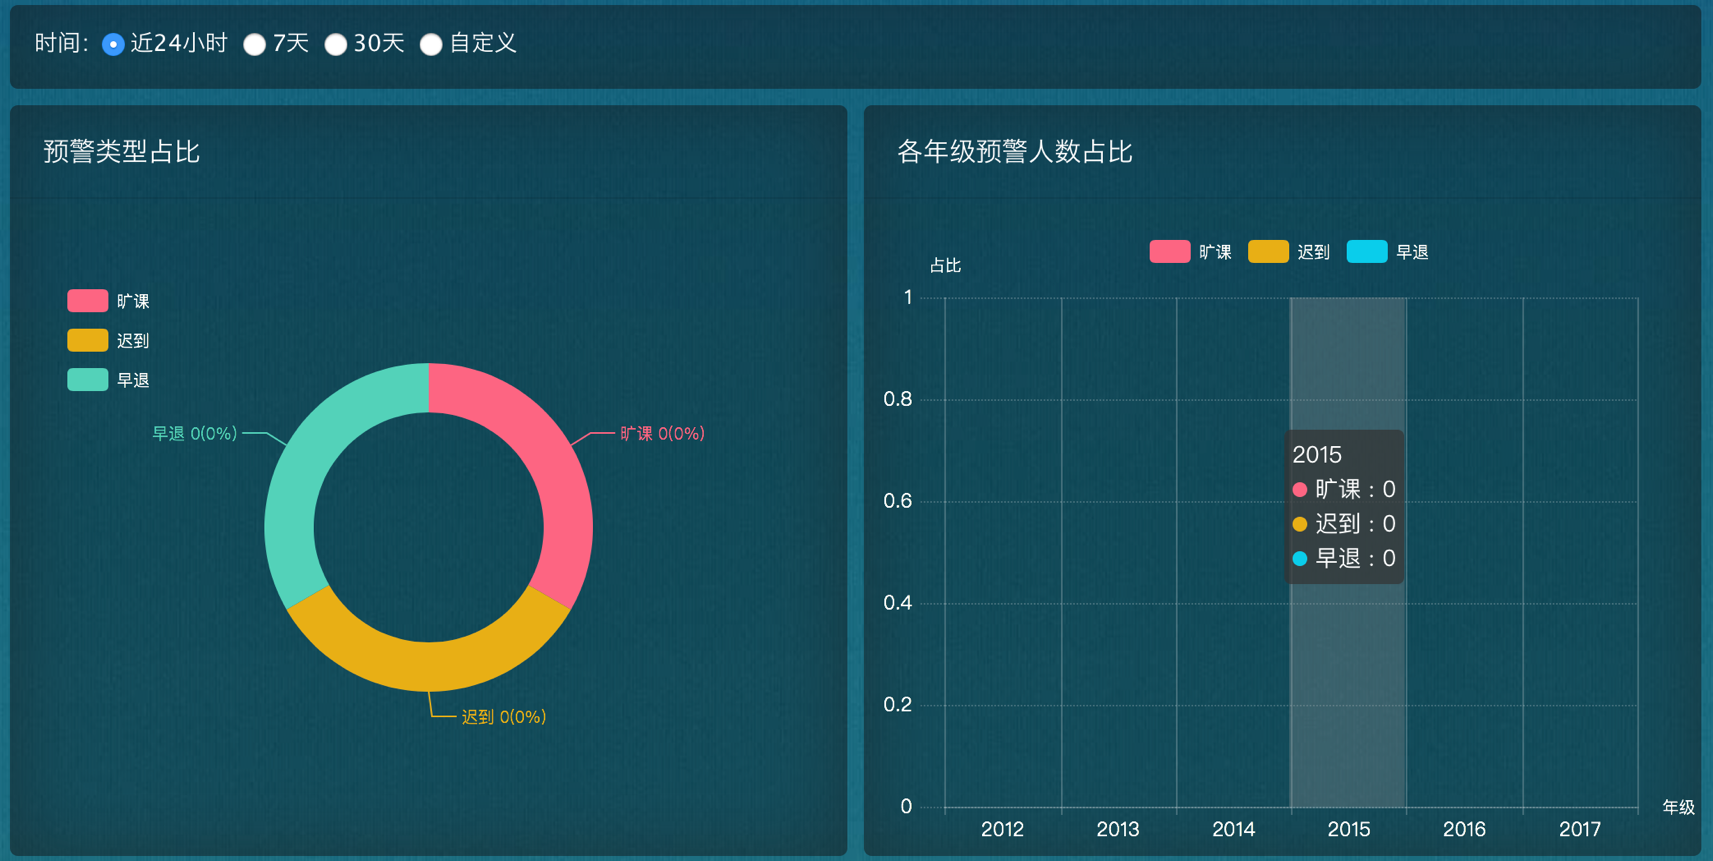 时间: 近24小时 7天 30天 自定义
预警类型占比
旷课
迟到
早退
早退 0(0%)
旷课 0(0%)
迟到 0(0%)
各年级预警人数占比
旷课 迟到 早退
占比
1
0.8
0.6
0.4
0.2
0
2015
旷课 : 0
迟到 : 0
早退 : 0
年级
2012 2013 2014 2015 2016 2017